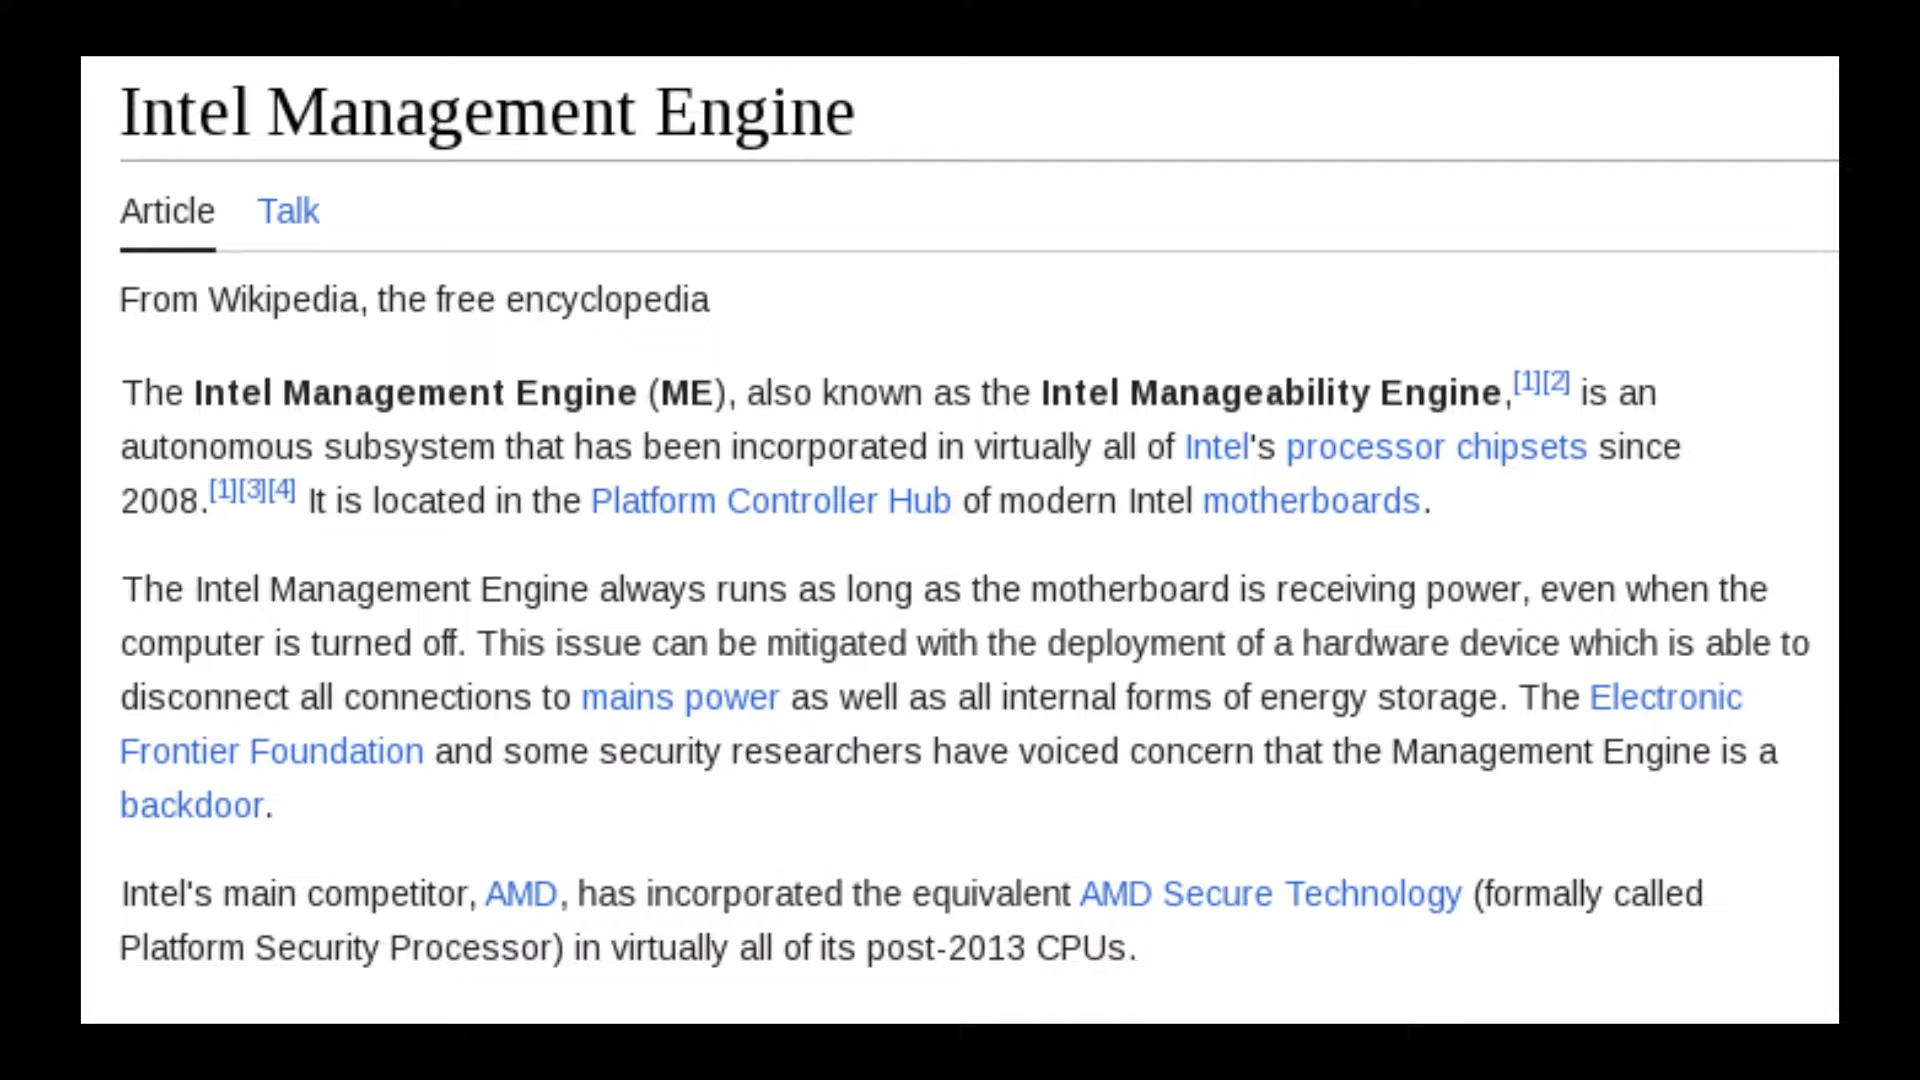 Intel Management Engine
Article Talk
From Wikipedia, the free encyclopedia
The Intel Management Engine (ME), also known as the Intel Manageability Engine,[1][2] is an
autonomous subsystem that has been incorporated in virtually all of Intel's processor chipsets since
2008.[1][3][4] It is located in the Platform Controller Hub of modern Intel motherboards.
The Intel Management Engine always runs as long as the motherboard is receiving power, even when the
computer is turned off. This issue can be mitigated with the deployment of a hardware device which is able to
disconnect all connections to mains power as well as all internal forms of energy storage. The Electronic
Frontier Foundation and some security researchers have voiced concern that the Management Engine is a
backdoor.
Intel's main competitor, AMD, has incorporated the equivalent AMD Secure Technology (formally called
Platform Security Processor) in virtually all of its post-2013 CPUs.